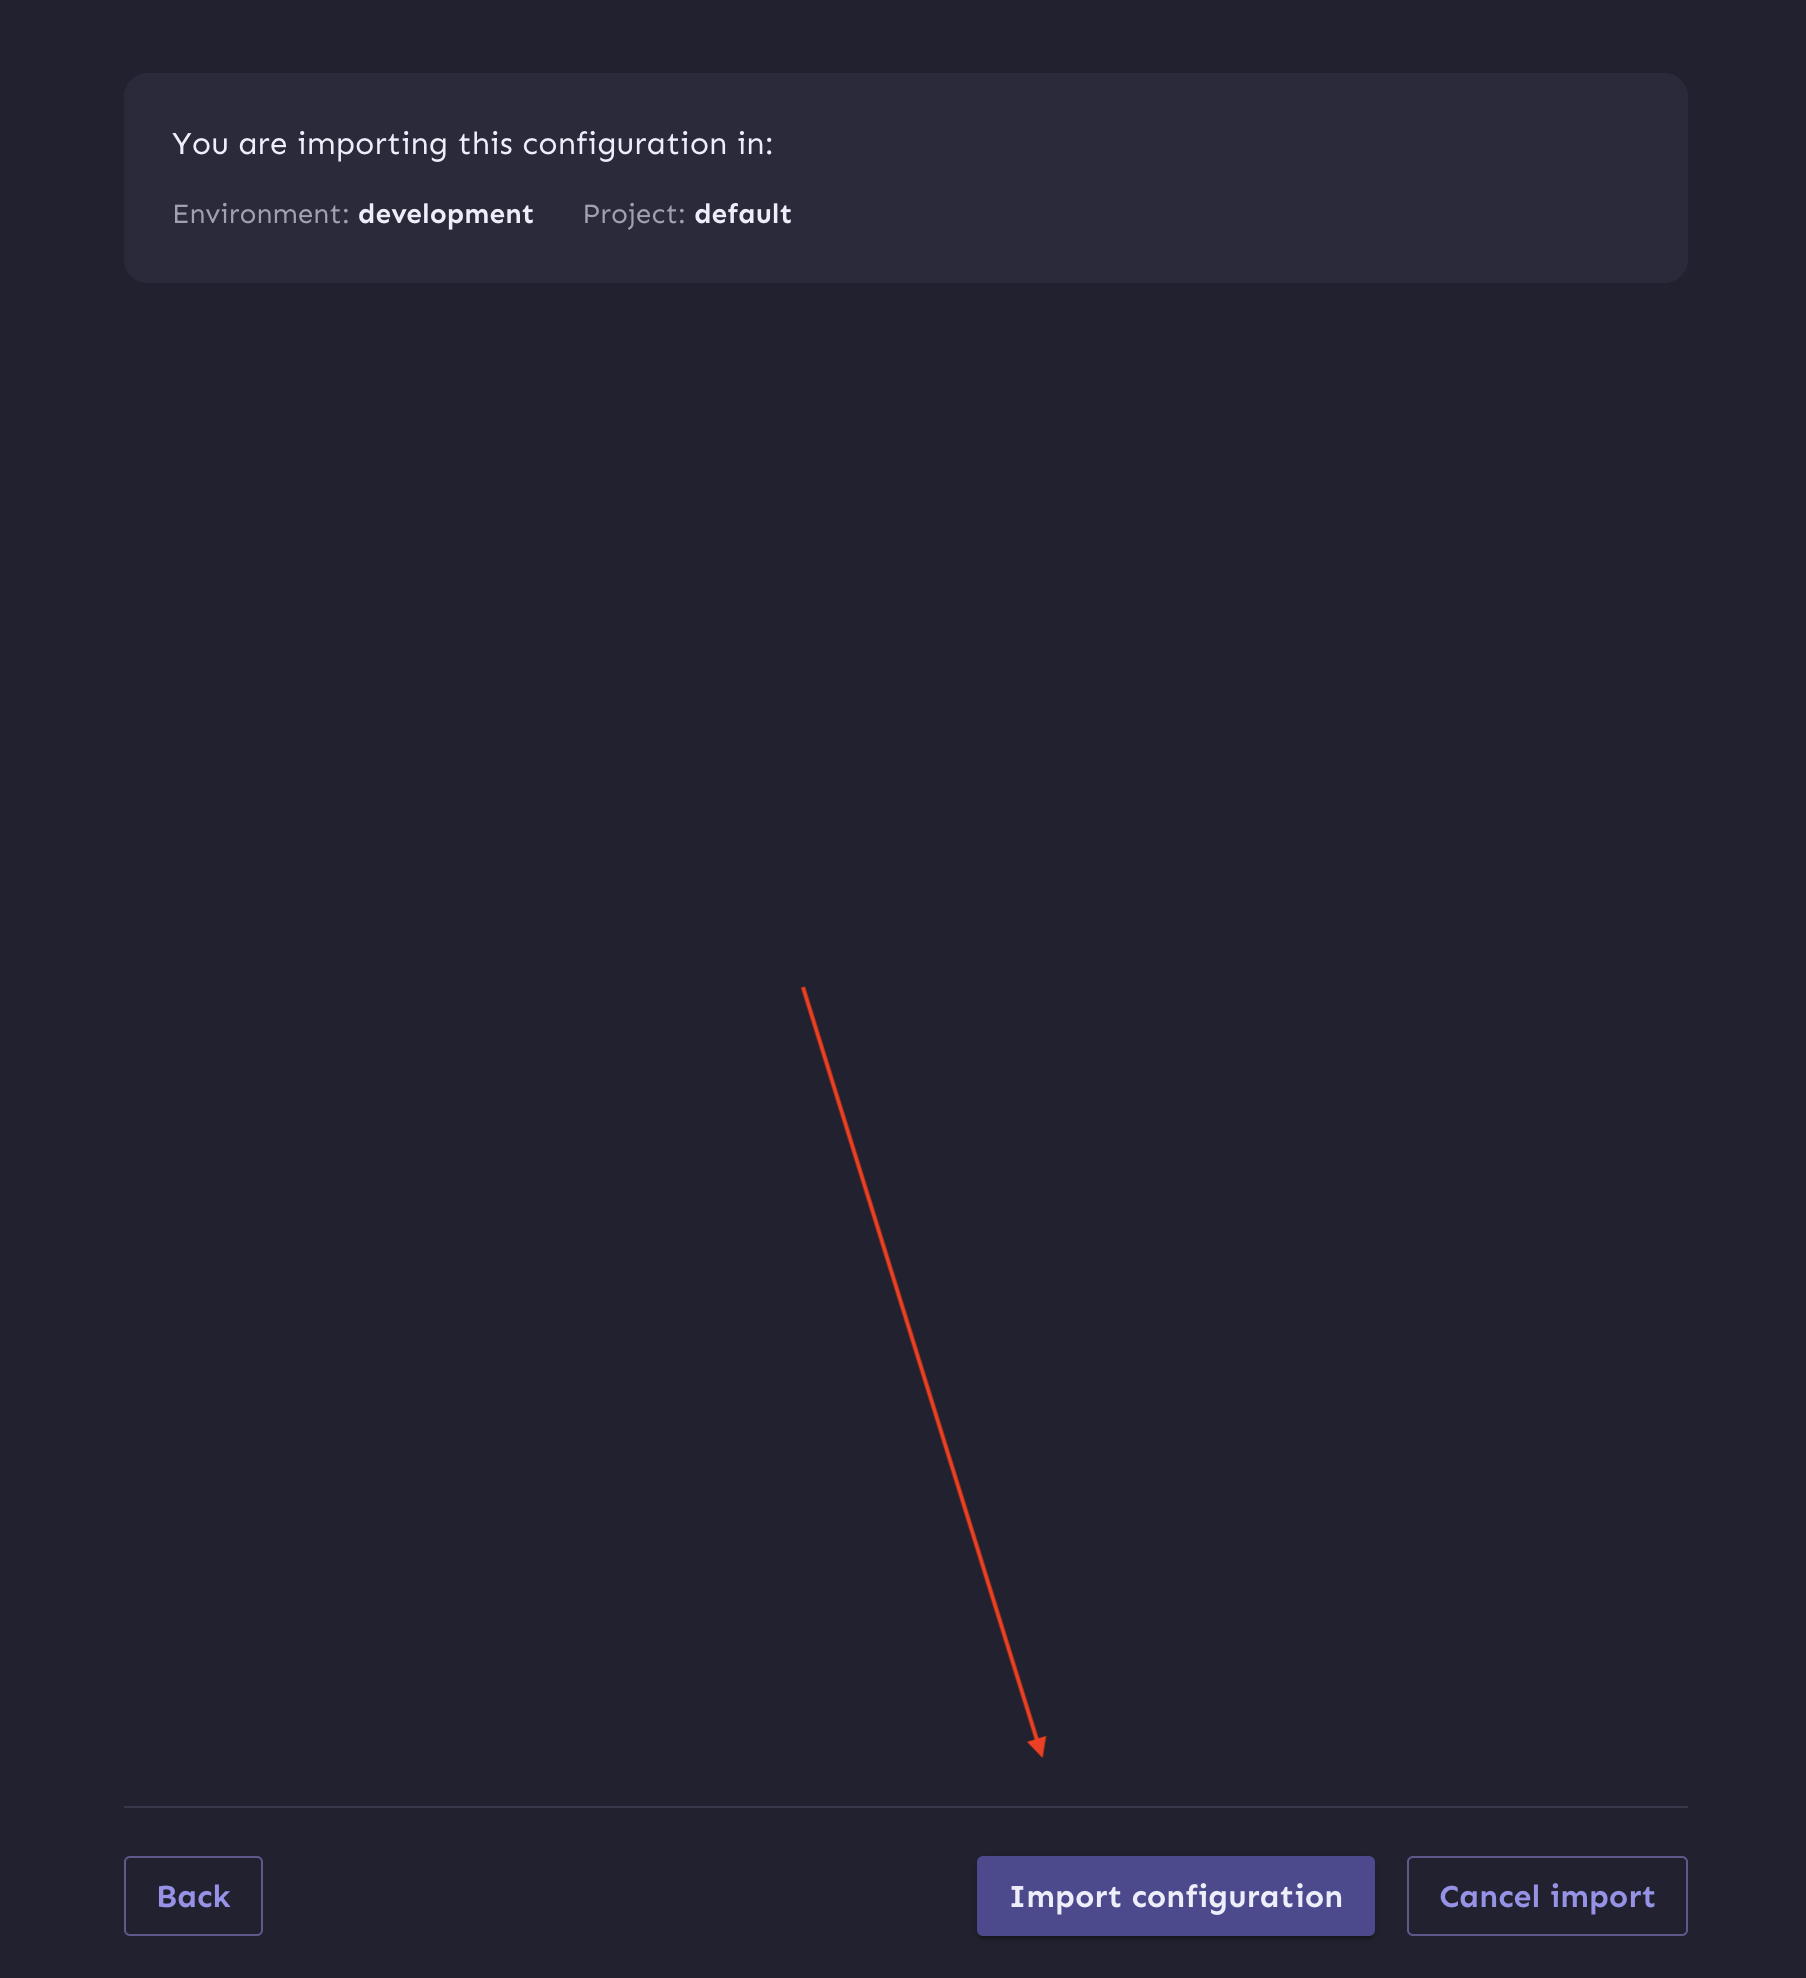 You are importing this configuration in:
Environment: development Project: default
Back Import configuration Cancel import